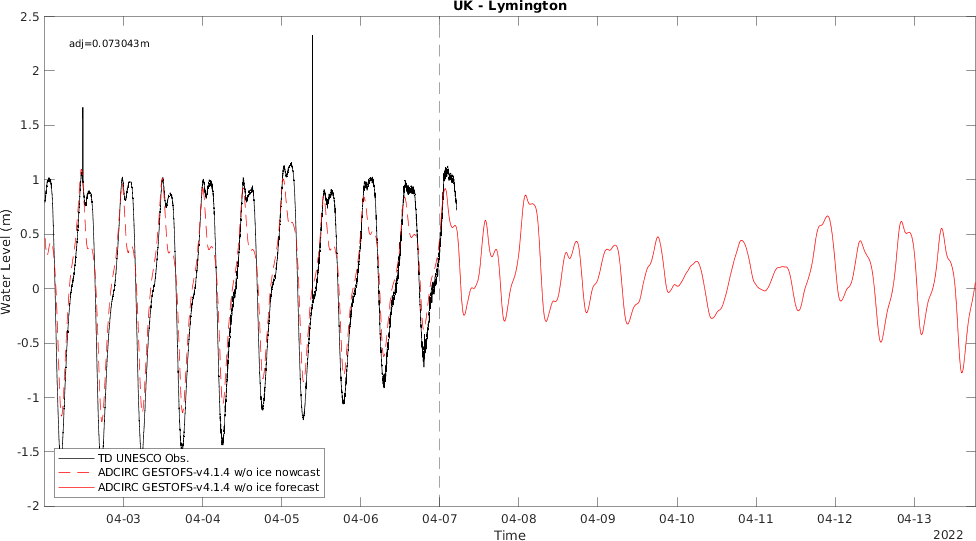 UK - Lymington
2.5
adj=0.073043m
2
1.5
1
0.5
0
-0.5
-1
-1.5
-2
Water Level (m)
TD UNESCO Obs.
ADCIRC GESTOFS-v4.1.4 w/o ice nowcast
ADCIRC GESTOFS-v4.1.4 w/o ice forecast
04-03 04-04 04-05 04-06 04-07 04-08 04-09 04-10 04-11 04-12 04-13
Time
2022